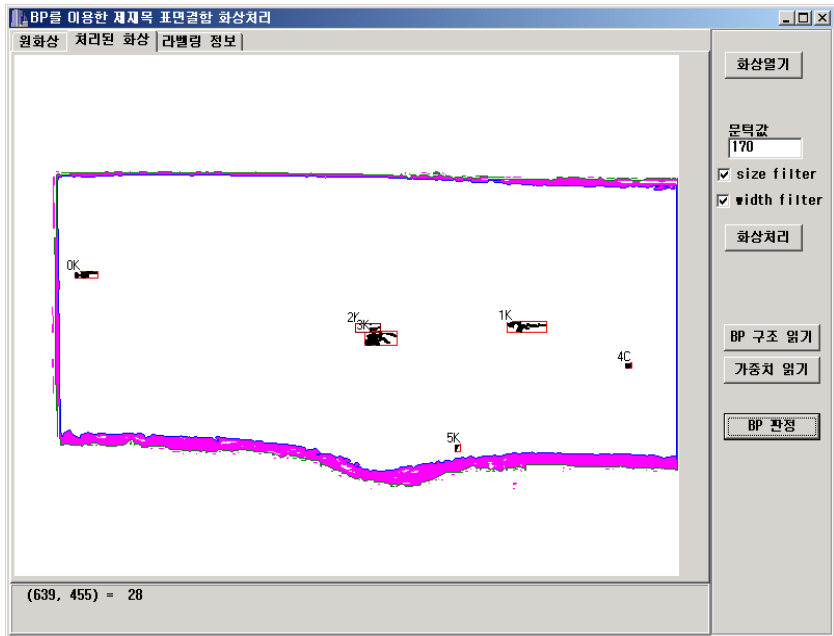 BP를 이용한 제재목 표면결함 화상처리
원화상 처리된 화상 라벨링 정보
화상열기
문턱값
170
size filter
width filter
화상처리
0K
2K
3K
1K
4C
5K
BP 구조 읽기
가중치 읽기
BP 판정
(639, 455) = 28